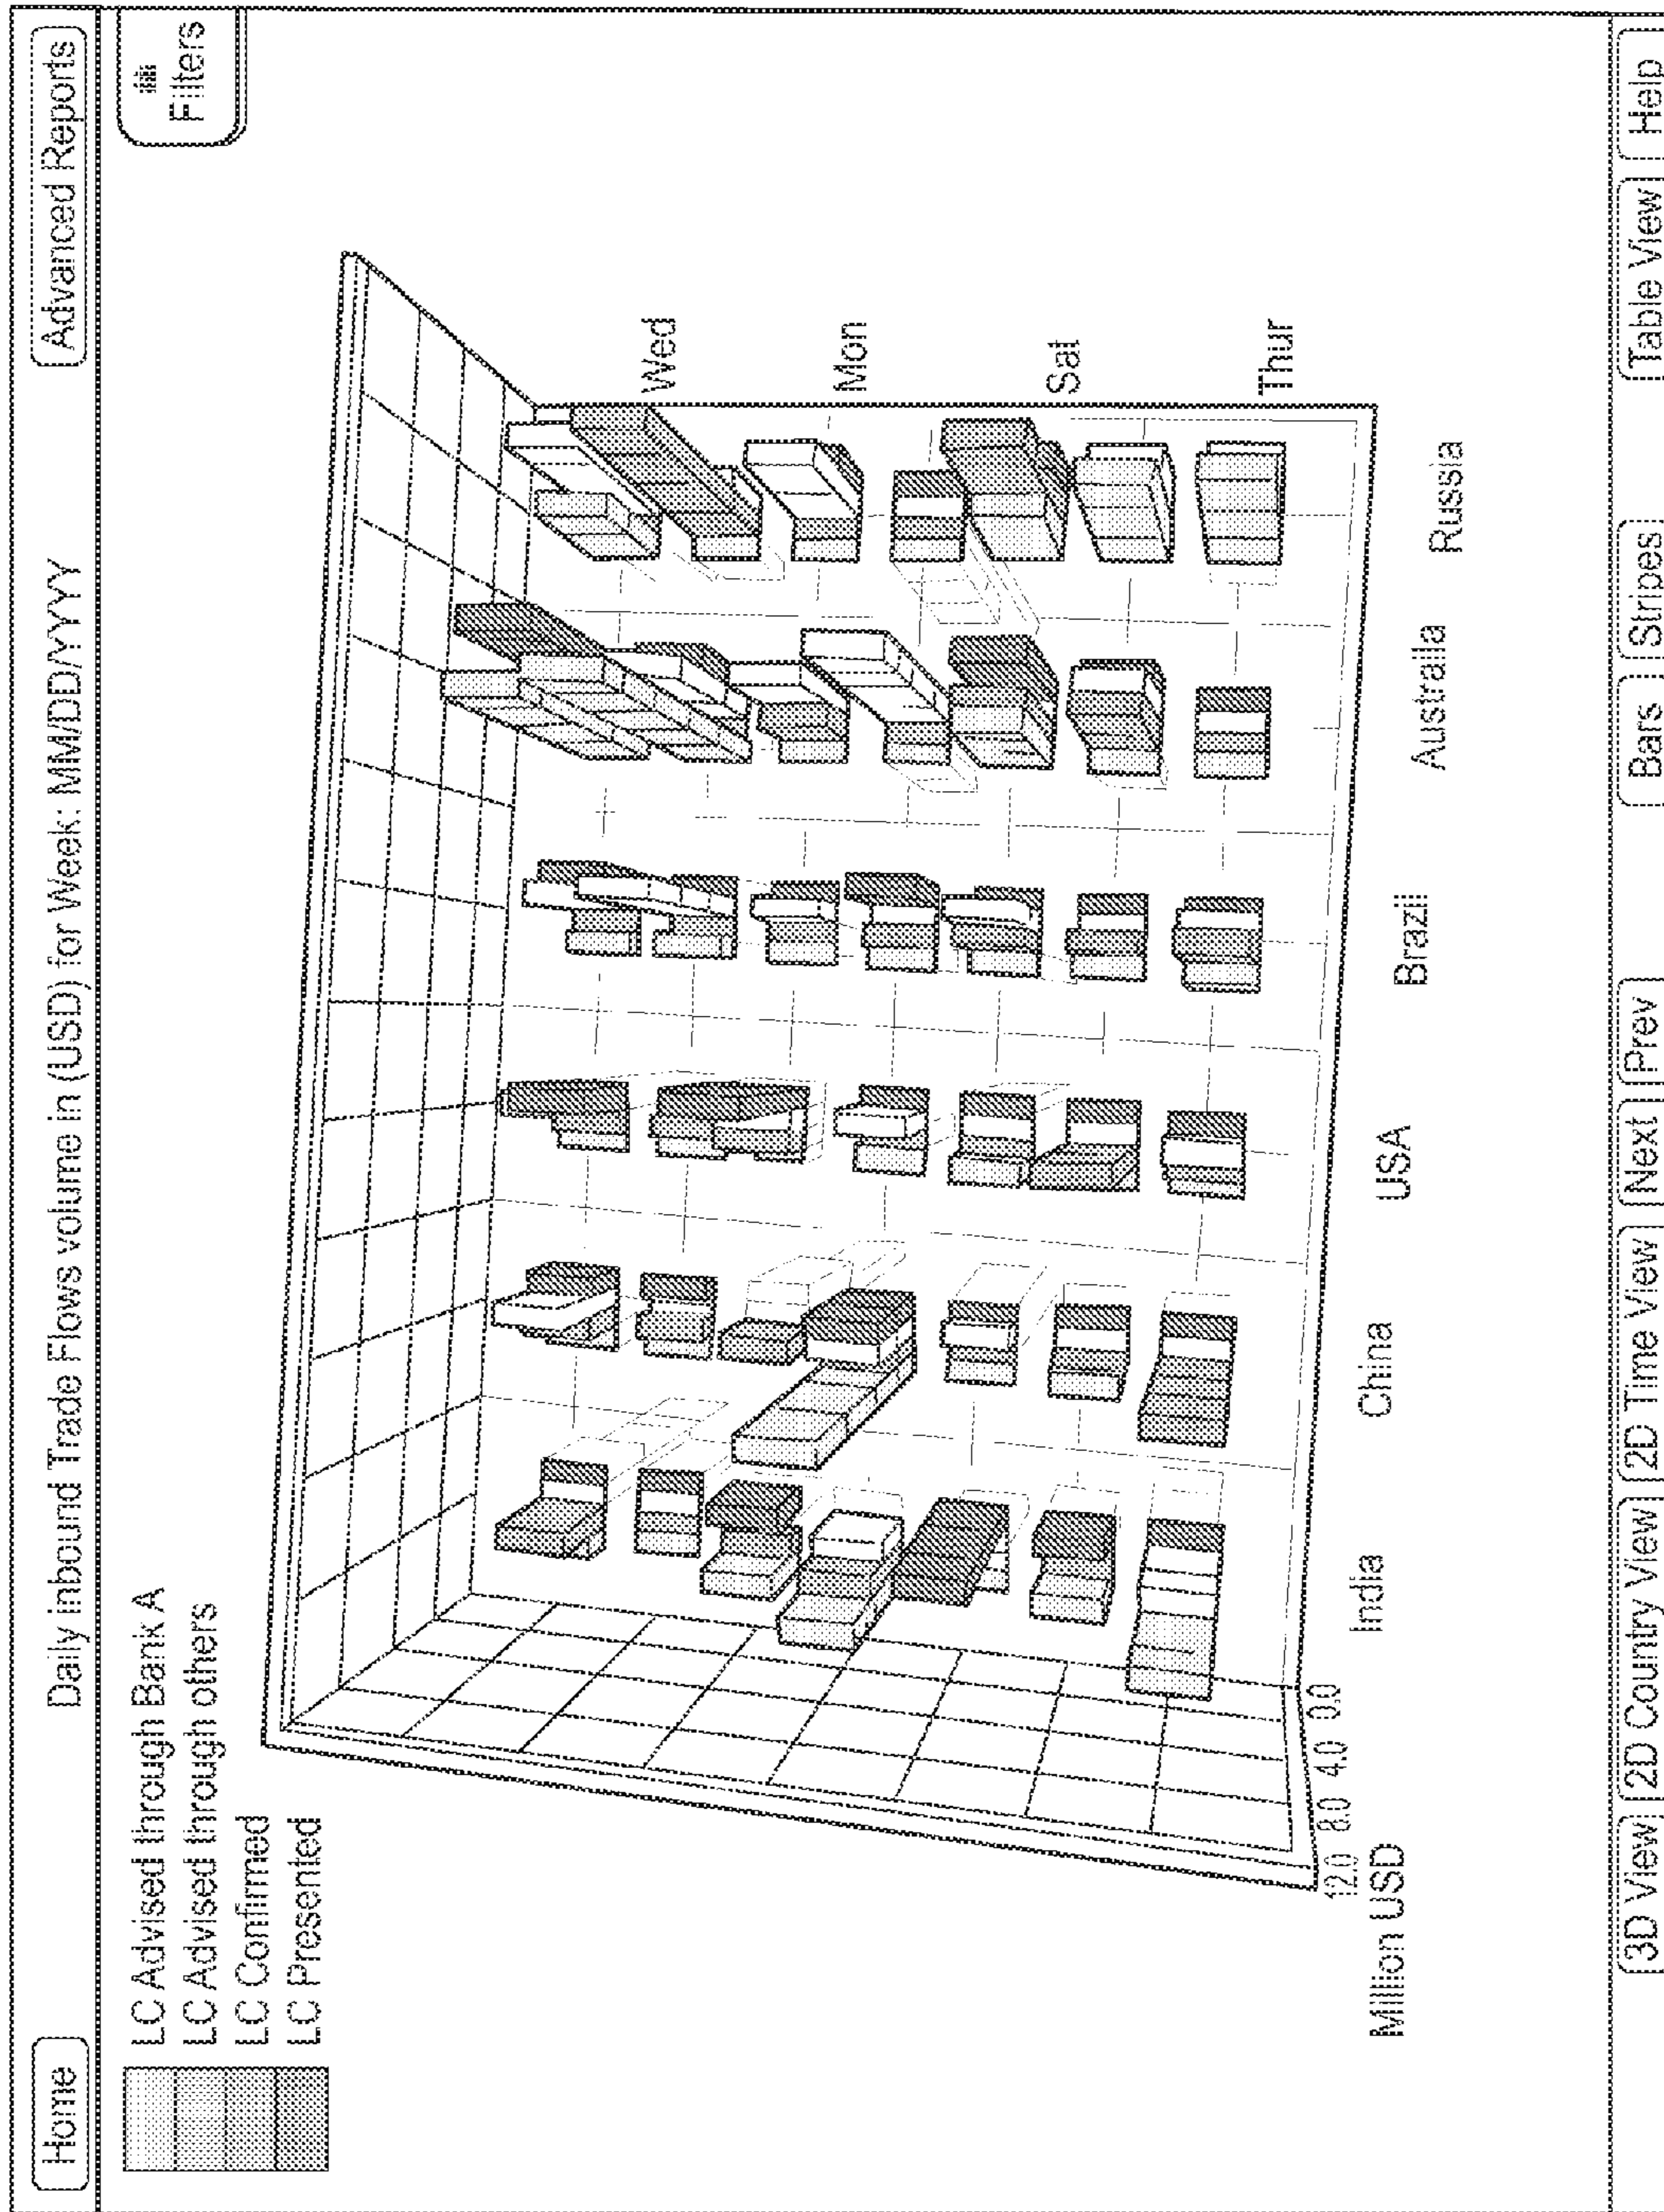 Home
Daily Inbound Trade Flows volume in (USD) for Week: MM/DD/YYYY
Advanced Reports
Filters
LC Advised through Bank A
LC Advised through others
LC Confirmed
LC Presented
Wed
Mon
Sat
Thur
12.0 8.0 4.0 0.0
Million USD
India
China
USA
Brazil
Australia
Russia
3D View 2D Country View 2D Time View Next Prev Bars Stripes Table View Help